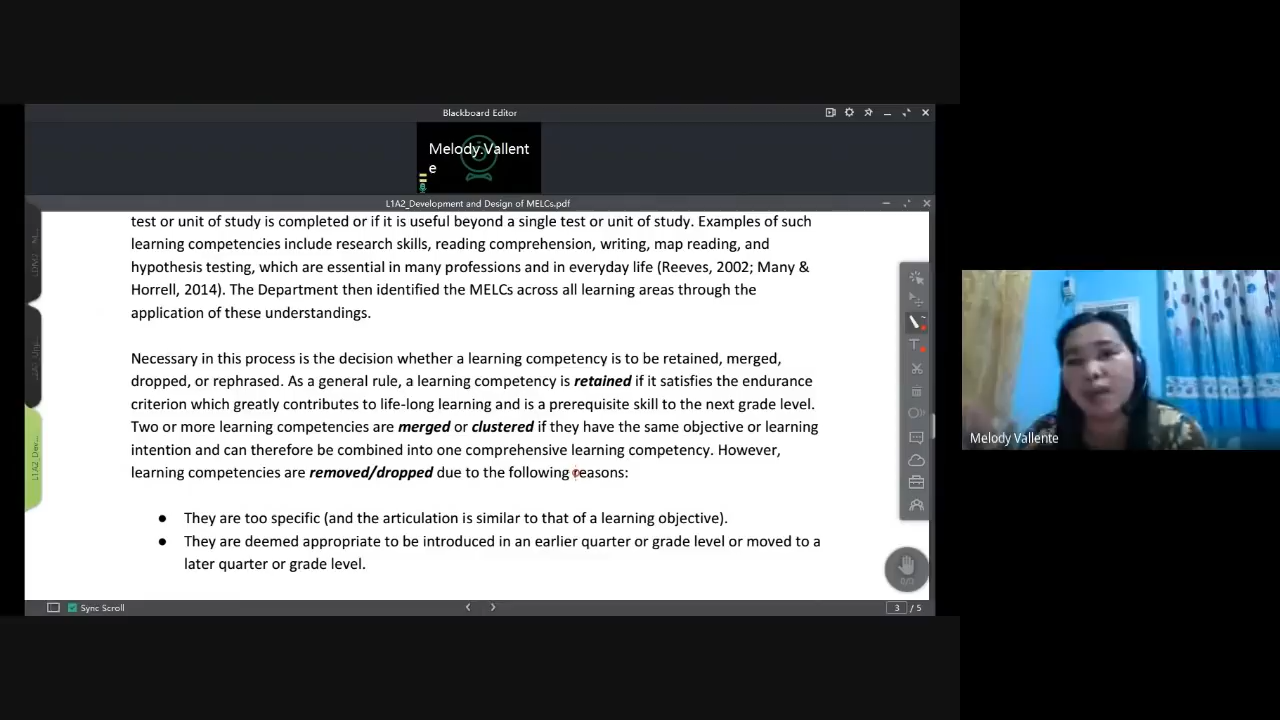 Blackboard Editor
Melody Vallent
e
L1A2_Development and Design of MELCs.pdf
test or unit of study is completed or if it is useful beyond a single test or unit of study. Examples of such
learning competencies include research skills, reading comprehension, writing, map reading, and
hypothesis testing, which are essential in many professions and in everyday life (Reeves, 2002; Many &
Horrell, 2014). The Department then identified the MELCs across all learning areas through the
application of these understandings.
Necessary in this process is the decision whether a learning competency is to be retained, merged,
dropped, or rephrased. As a general rule, a learning competency is retained if it satisfies the endurance
criterion which greatly contributes to life-long learning and is a prerequisite skill to the next grade level.
Two or more learning competencies are merged or clustered if they have the same objective or learning
intention and can therefore be combined into one comprehensive learning competency. However,
learning competencies are removed/dropped due to the following reasons:
● They are too specific (and the articulation is similar to that of a learning objective).
● They are deemed appropriate to be introduced in an earlier quarter or grade level or moved to a
later quarter or grade level.
L1A2_Dev...
0/0
Sync Scroll
3 / 5
Melody Vallente